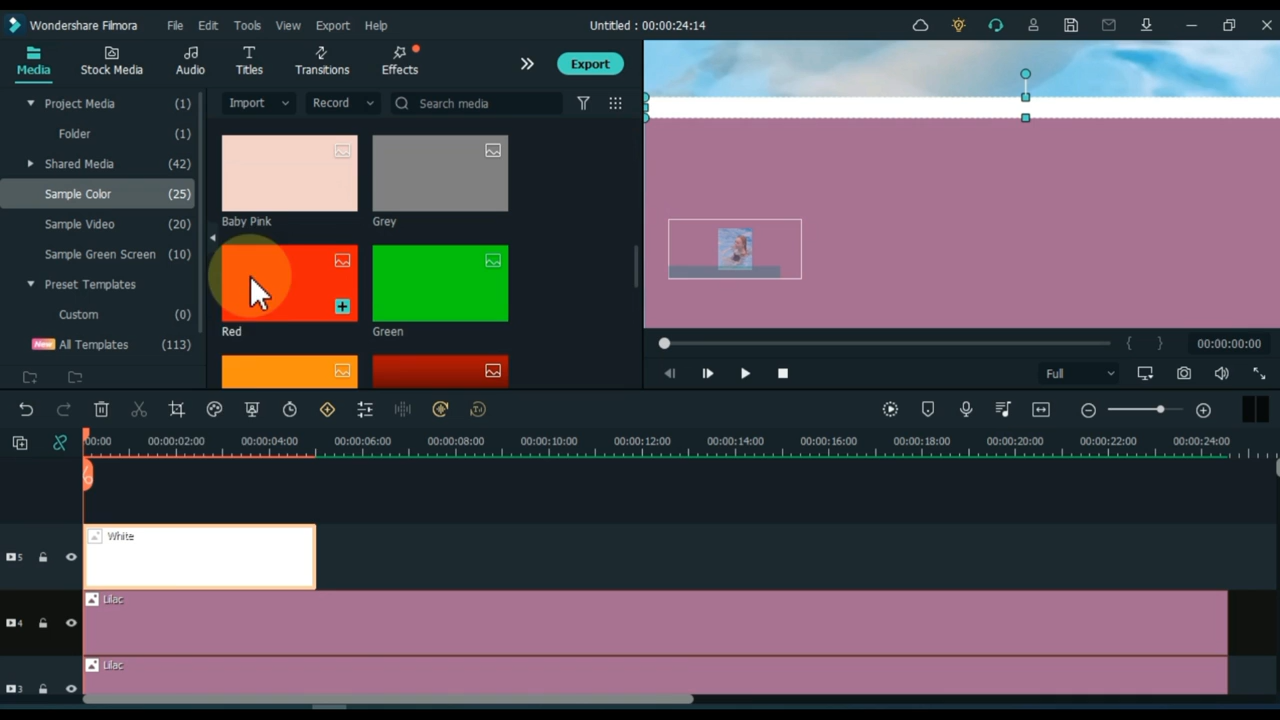 Wondershare Filmora
File
Edit
Tools
View
Export
Help
Untitled : 00:00:24:14
Media
Stock Media
Audio
Titles
Transitions
Effects
Export
Project Media (1)
Folder (1)
Shared Media (42)
Sample Color (25)
Sample Video (20)
Sample Green Screen (10)
Preset Templates
Custom (0)
New All Templates (113)
Import
Record
Search media
Baby Pink
Grey
Red
Green
Full
00:00:00:00
00:00
00:00:02:00
00:00:04:00
00:00:06:00
00:00:08:00
00:00:10:00
00:00:12:00
00:00:14:00
00:00:16:00
00:00:18:00
00:00:20:00
00:00:22:00
00:00:24:00
5
White
4
Lilac
3
Lilac